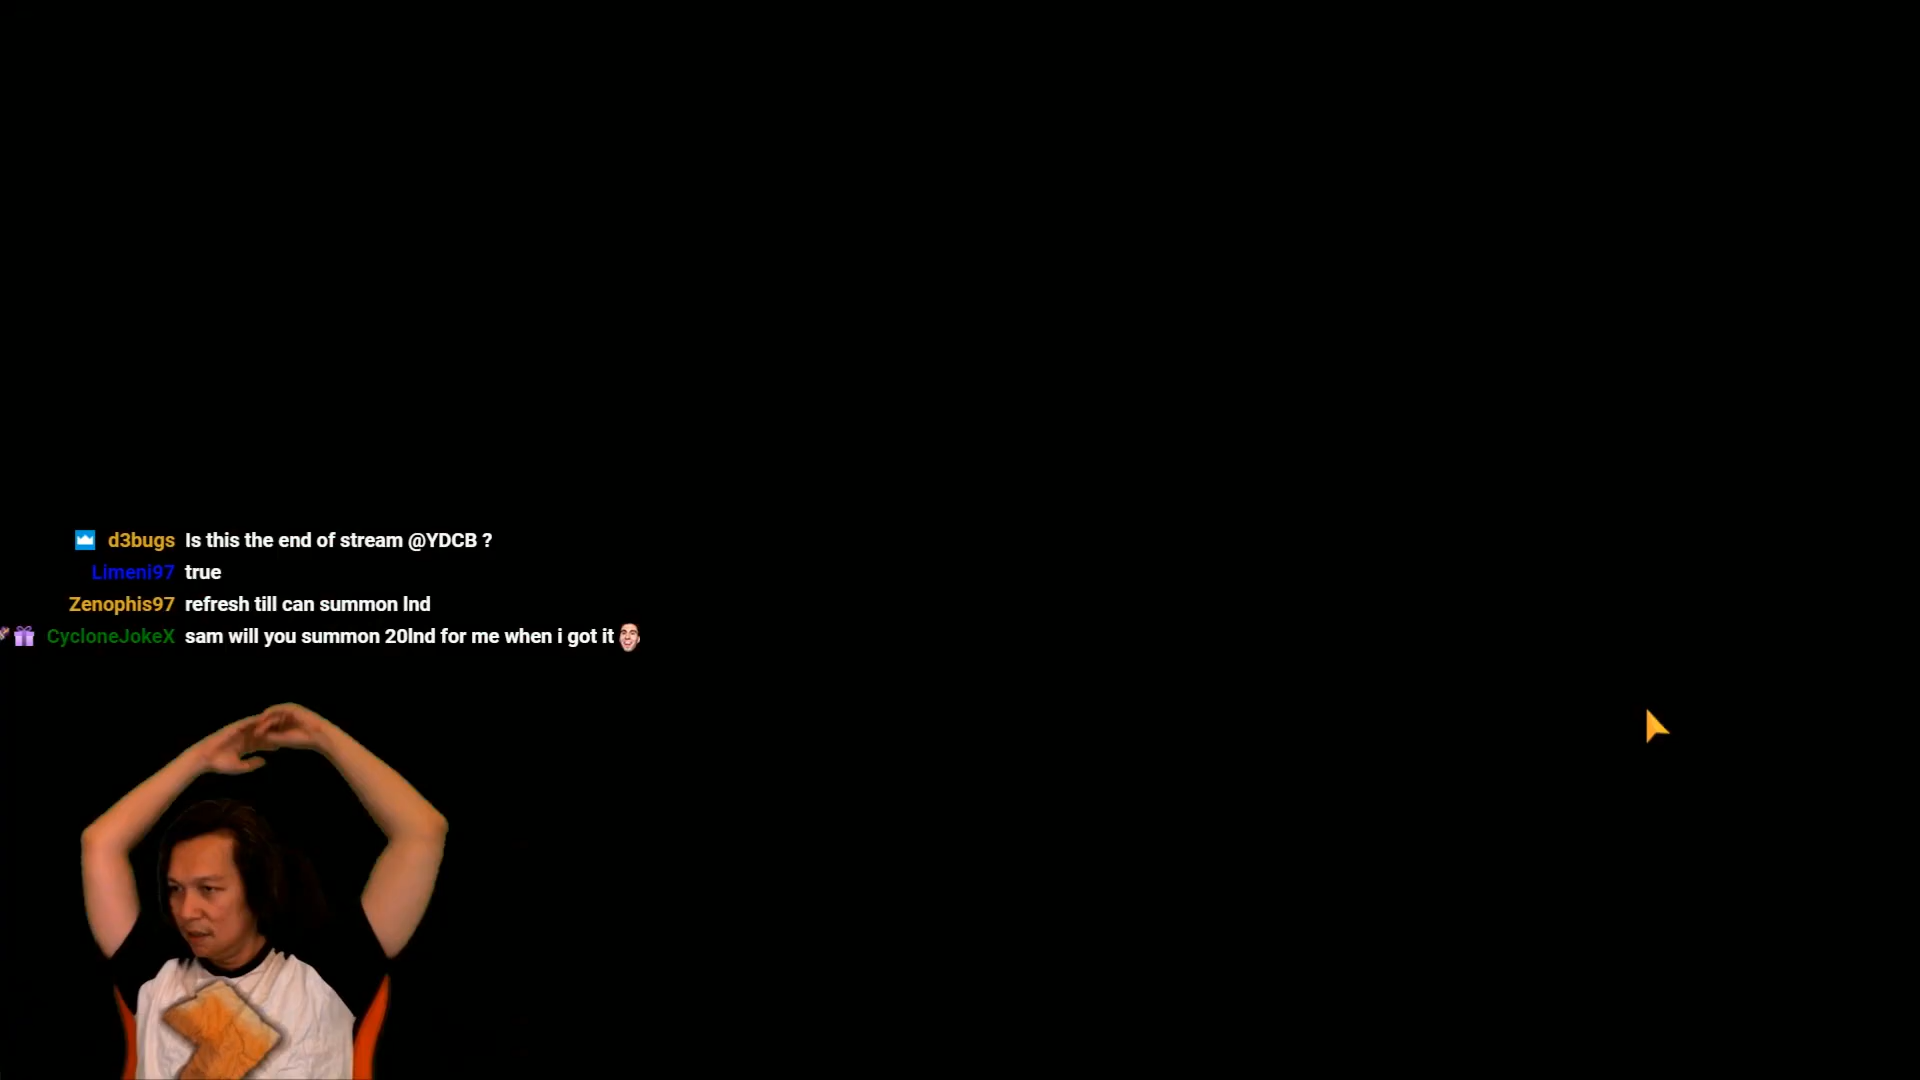 d3bugs Is this the end of stream @YDCB ?
Limeni97 true
Zenophis97 refresh till can summon lnd
CycloneJokeX sam will you summon 20lnd for me when i got it